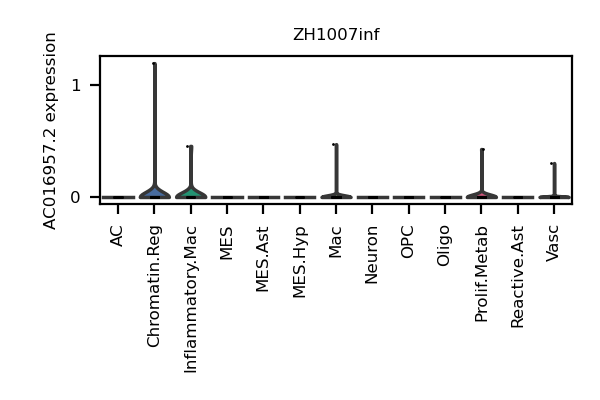 ZH1007inf
AC016957.2 expression
1
0
AC
Chromatin.Reg
Inflammatory.Mac
MES
MES.Ast
MES.Hyp
Mac
Neuron
OPC
Oligo
Prolif.Metab
Reactive.Ast
Vasc